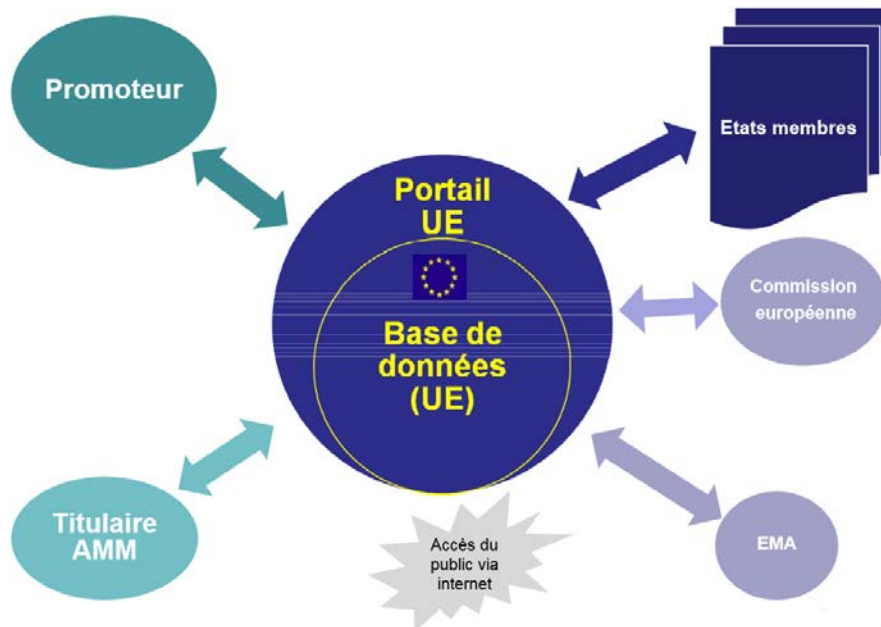 Promoteur
Etats membres
Portail
UE
Commission
européenne
Base de
données
(UE)
Titulaire
AMM
EMA
Accès du
public via
internet